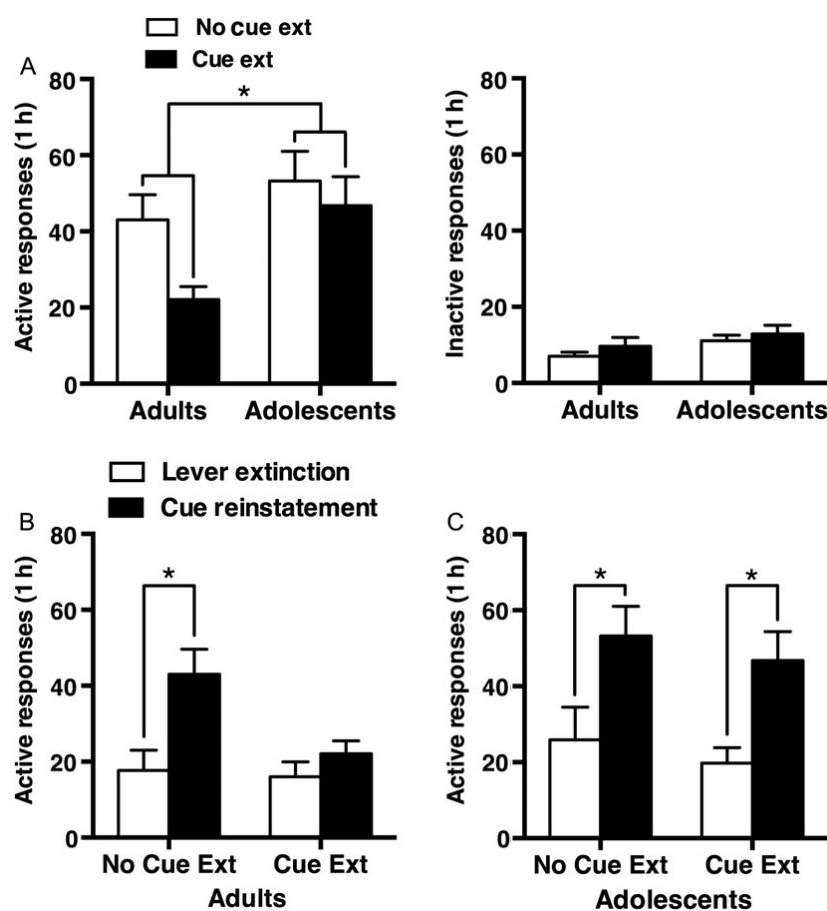 No cue ext
Cue ext
A
*
Active responses (1 h)
80
60
40
20
0
Adults
Adolescents
Inactive responses (1 h)
80
60
40
20
0
Adults
Adolescents
Lever extinction
Cue reinstatement
B
*
Active responses (1 h)
80
60
40
20
0
No Cue Ext
Cue Ext
Adults
C
*
*
Active responses (1 h)
80
60
40
20
0
No Cue Ext
Cue Ext
Adolescents